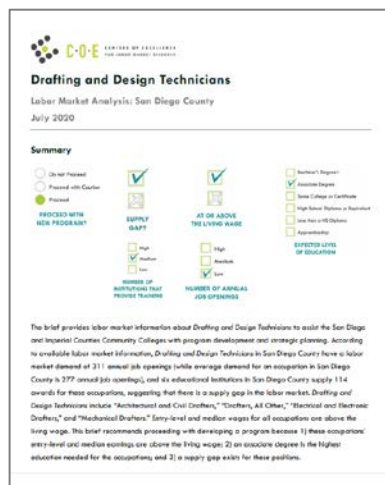 C·O·E CENTERS OF EXCELLENCE
FOR LABOR MARKET RESEARCH
Drafting and Design Technicians
Labor Market Analysis: San Diego County
July 2020
Summary
Do not Proceed
Proceed with Caution
Proceed
PROCEED WITH
NEW PROGRAM?
SUPPLY
GAP?
AT OR ABOVE
THE LIVING WAGE
Bachelor's Degree+
Associate Degree
Some College or Certificate
High School Diploma or Equivalent
Less than a HS Diploma
Apprenticeship
EXPECTED LEVEL
OF EDUCATION
High
Medium
Low
NUMBER OF
INSTITUTIONS THAT
PROVIDE TRAINING
High
Medium
Low
NUMBER OF ANNUAL
JOB OPENINGS
The brief provides labor market information about Drafting and Design Technicians to assist the San Diego
and Imperial Counties Community Colleges with program development and strategic planning. According
to available labor market information, Drafting and Design Technicians in San Diego County have a labor
market demand of 311 annual job openings (while average demand for an occupation in San Diego
County is 277 annual job openings), and six educational institutions in San Diego County supply 114
awards for these occupations, suggesting that there is a supply gap in the labor market. Drafting and
Design Technicians include "Architectural and Civil Drafters," "Drafters, All Other," "Electrical and Electronic
Drafters," and "Mechanical Drafters." Entry-level and median wages for all occupations are above the
living wage. This brief recommends proceeding with developing a program because 1) these occupations'
entry-level and median earnings are above the living wage; 2) an associate degree is the highest
education needed for the occupations; and 3) a supply gap exists for these positions.